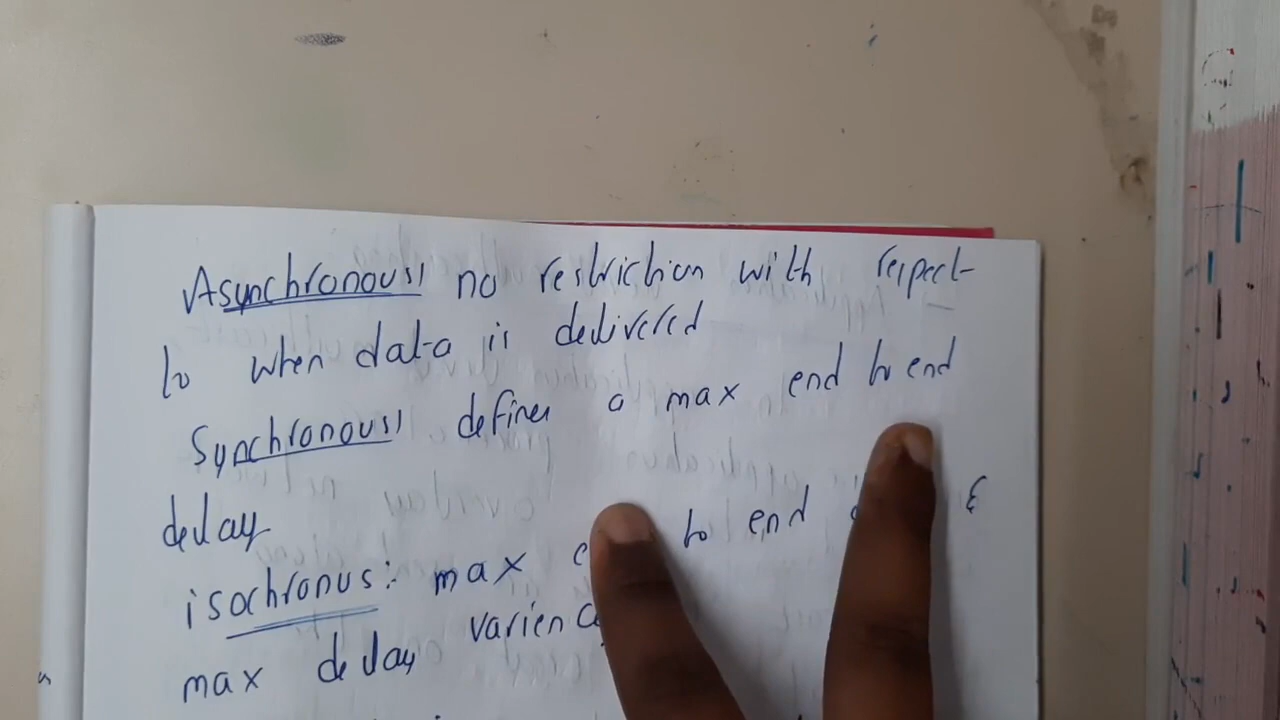 Asynchronous: no restriction with respect
to when data is delivered
Synchronous: defines a max end to end
delay
isochronus:- max to end &
max delay